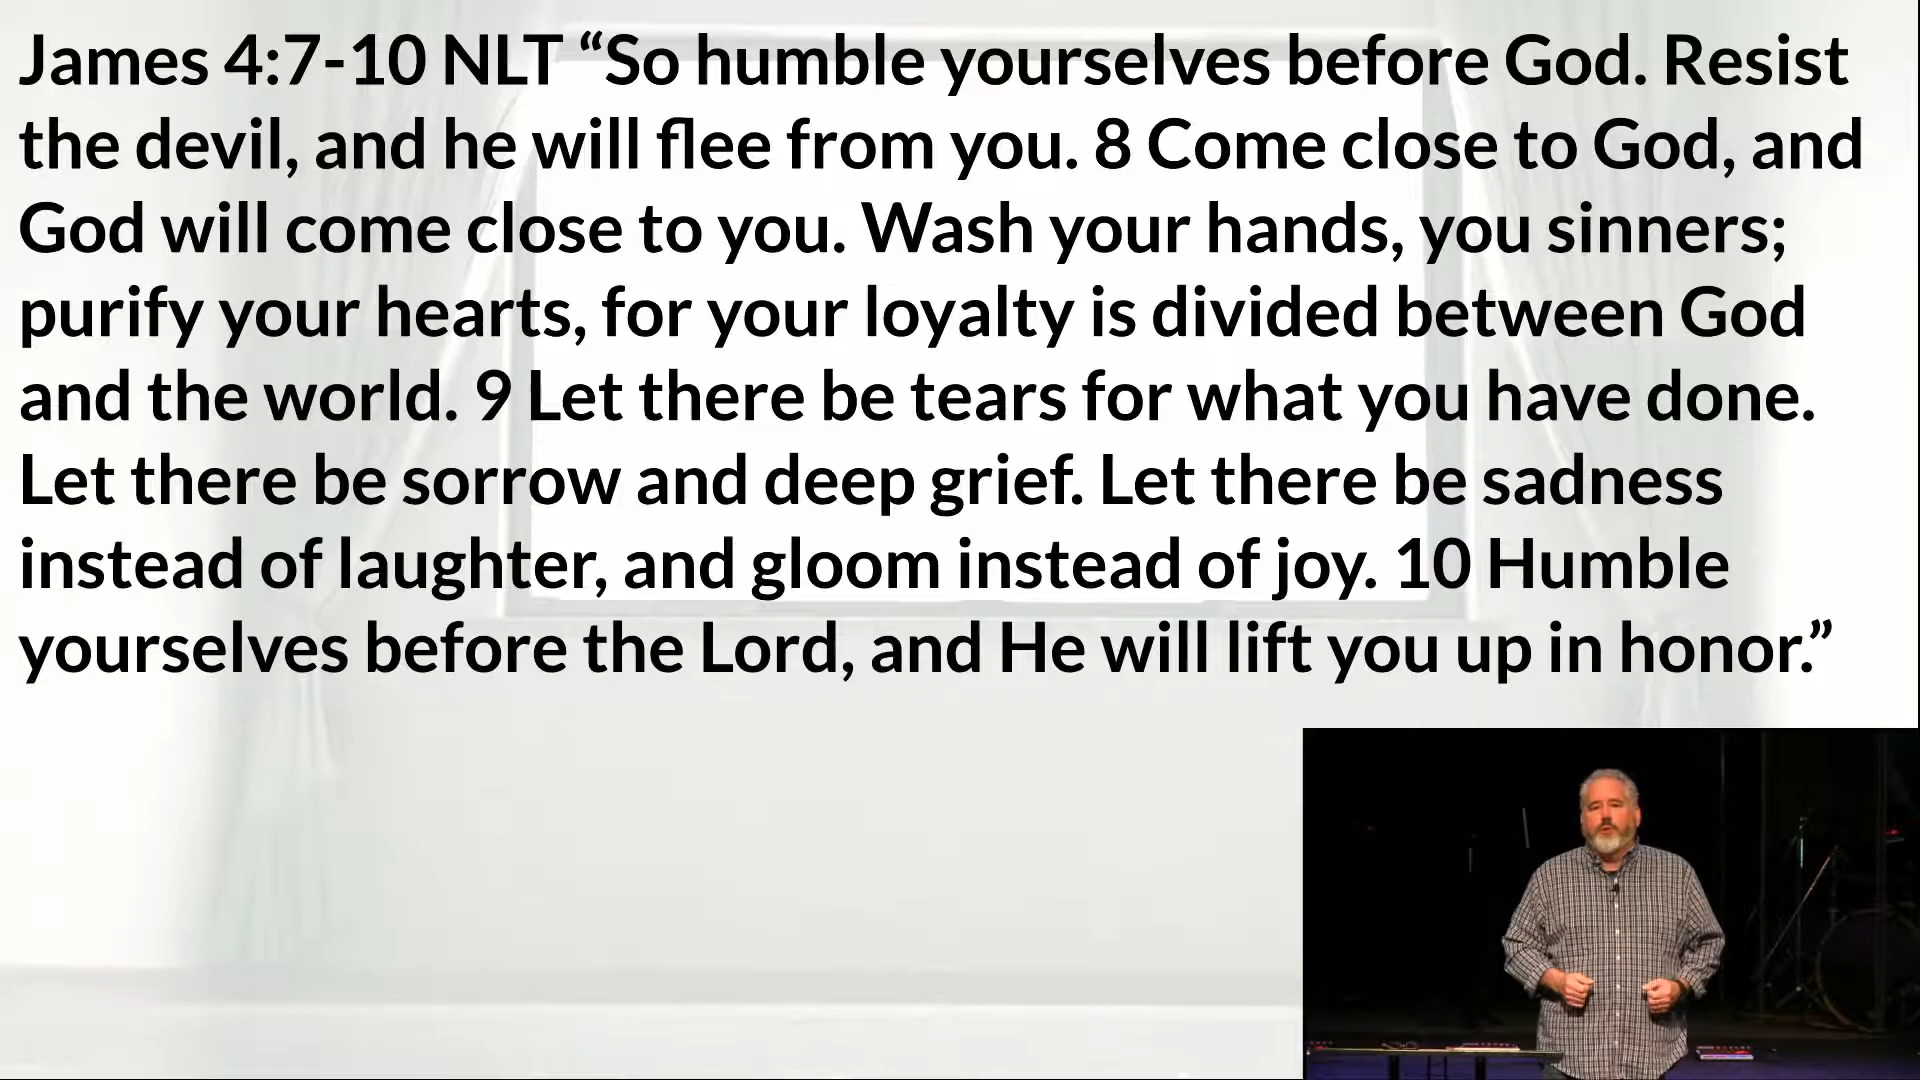 James 4:7-10 NLT “So humble yourselves before God. Resist
the devil, and he will flee from you. 8 Come close to God, and
God will come close to you. Wash your hands, you sinners;
purify your hearts, for your loyalty is divided between God
and the world. 9 Let there be tears for what you have done.
Let there be sorrow and deep grief. Let there be sadness
instead of laughter, and gloom instead of joy. 10 Humble
yourselves before the Lord, and He will lift you up in honor.”